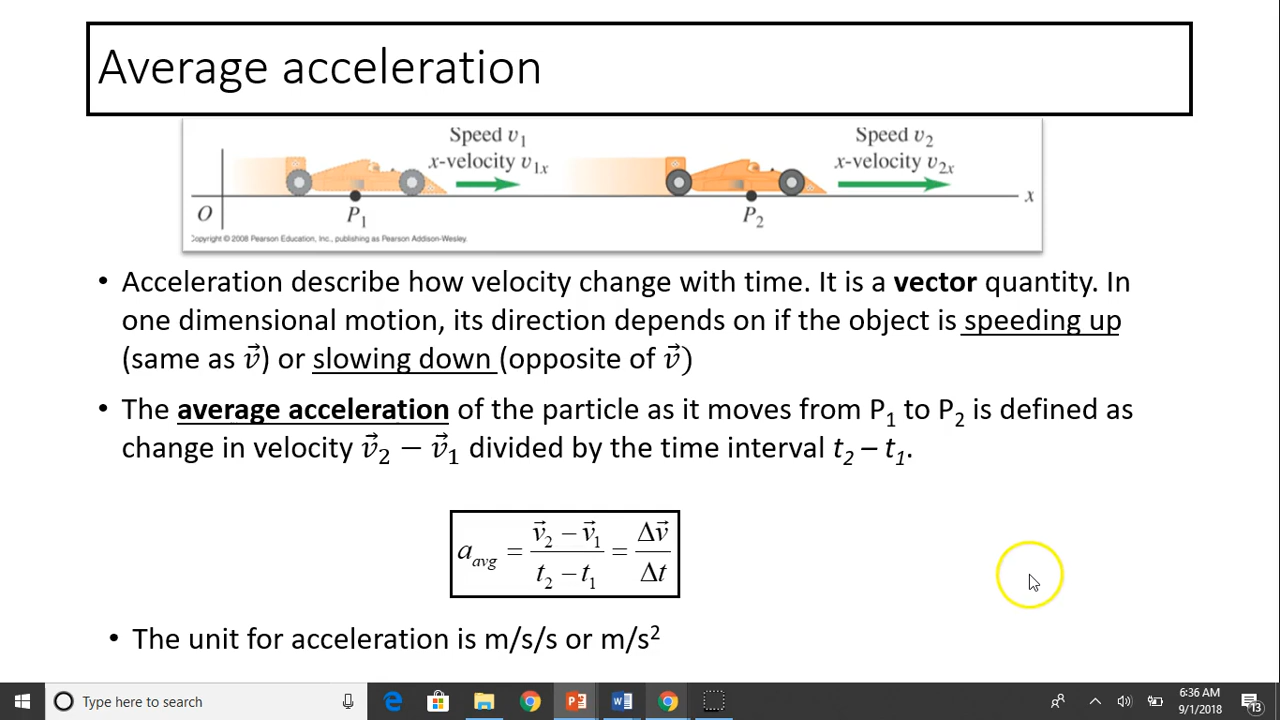 Average acceleration
Speed v₁
x-velocity v₁ₓ
Speed v₂
x-velocity v₂ₓ
O
P₁
P₂
x
Copyright © 2008 Pearson Education, Inc., publishing as Pearson Addison-Wesley.
• Acceleration describe how velocity change with time. It is a vector quantity. In
one dimensional motion, its direction depends on if the object is speeding up
(same as v⃗) or slowing down (opposite of v⃗)
• The average acceleration of the particle as it moves from P₁ to P₂ is defined as
change in velocity v⃗₂ − v⃗₁ divided by the time interval t₂ – t₁.
a_avg = (v⃗₂ − v⃗₁)/(t₂ − t₁) = Δv⃗/Δt
• The unit for acceleration is m/s/s or m/s²
Type here to search
6:36 AM
9/1/2018
13